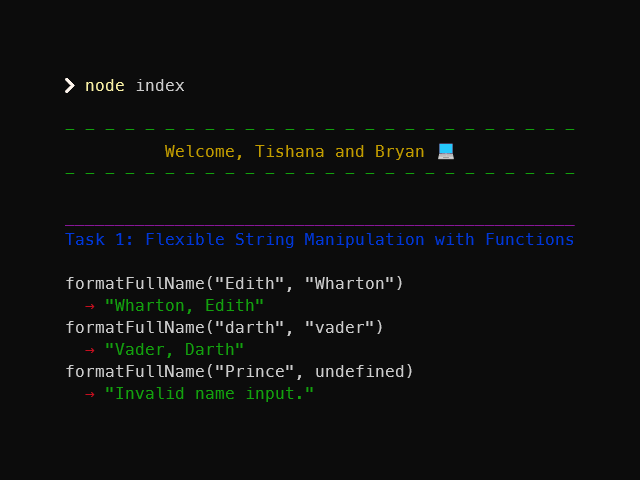 ❯ node index
_ _ _ _ _ _ _ _ _ _ _ _ _ _ _ _ _ _ _ _ _ _ _ _ _ _
Welcome, Tishana and Bryan 💻
_ _ _ _ _ _ _ _ _ _ _ _ _ _ _ _ _ _ _ _ _ _ _ _ _ _
___________________________________________________
Task 1: Flexible String Manipulation with Functions
formatFullName("Edith", "Wharton")
→ "Wharton, Edith"
formatFullName("darth", "vader")
→ "Vader, Darth"
formatFullName("Prince", undefined)
→ "Invalid name input."